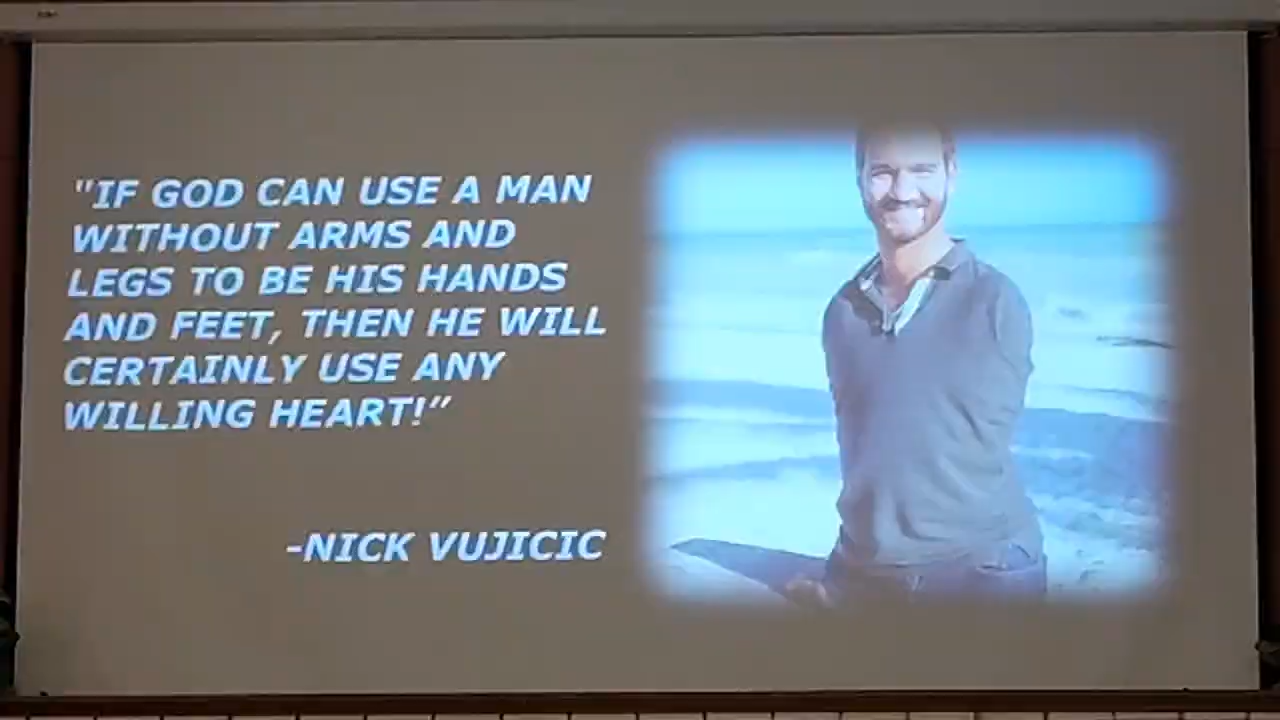 "IF GOD CAN USE A MAN
WITHOUT ARMS AND
LEGS TO BE HIS HANDS
AND FEET, THEN HE WILL
CERTAINLY USE ANY
WILLING HEART!”
-NICK VUJICIC